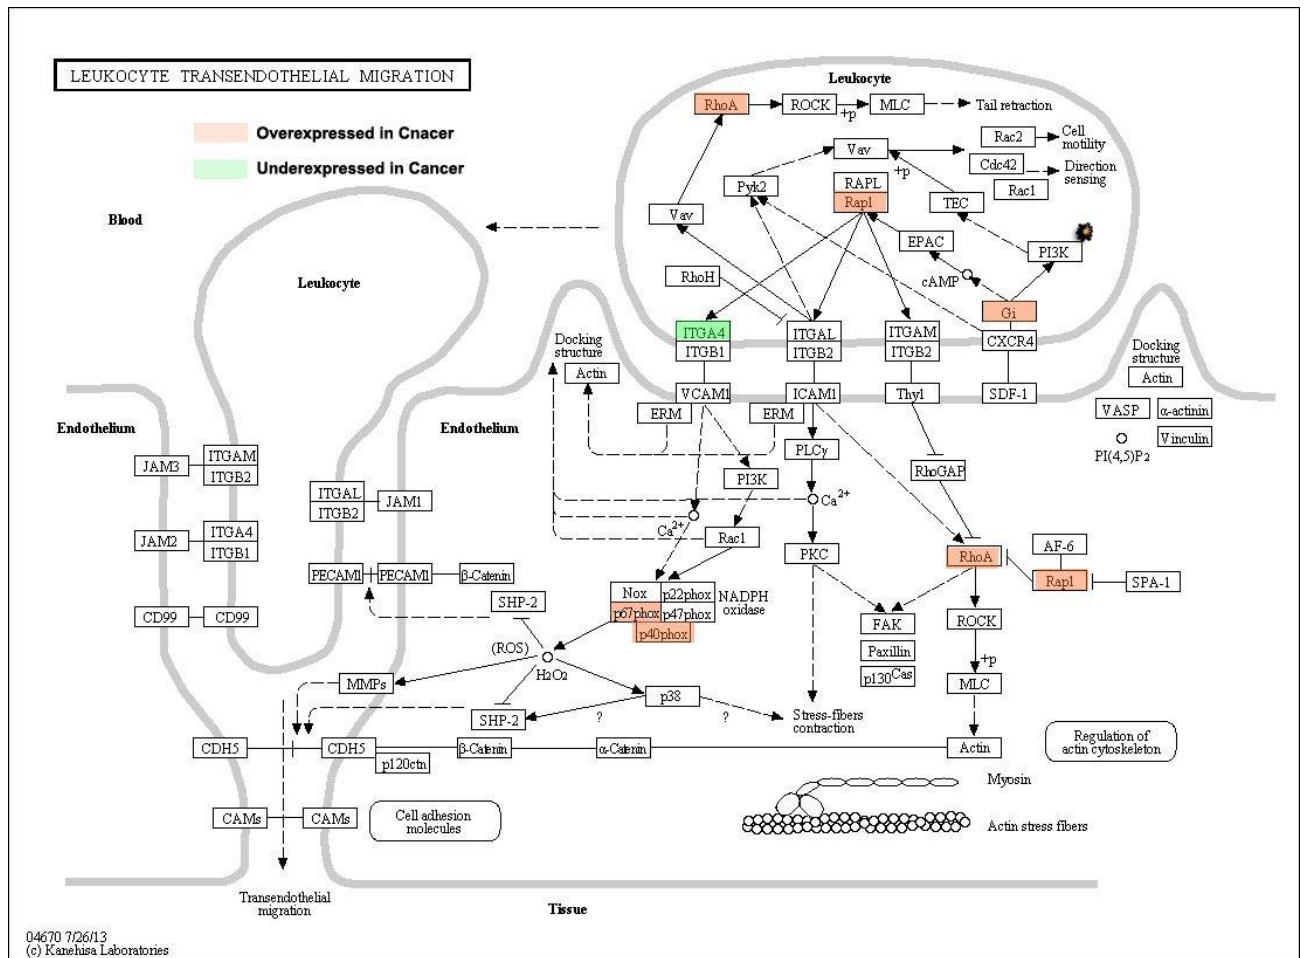 LEUKOCYTE TRANSENDOTHELIAL MIGRATION
Overexpressed in Cnacer
Underexpressed in Cancer
Leukocyte
RhoA
ROCK
+p
MLC
Tail retraction
Vav
+p
Rac2
Cell
motility
Cdc42
Direction
sensing
Rac1
Pyk2
RAPL
Rap1
TEC
Vav
EPAC
PI3K
RhoH
cAMP
Gi
Blood
Leukocyte
ITGA4
ITGB1
ITGAL
ITGB2
ITGAM
ITGB2
CXCR4
Docking
structure
Actin
Docking
structure
Actin
VCAM1
ICAM1
Thy1
SDF-1
ERM
ERM
VASP
α-actinin
Vinculin
PI(4,5)P2
Endothelium
Endothelium
JAM3
ITGAM
ITGB2
PLCγ
RhoGAP
PI3K
ITGAL
ITGB2
JAM1
Ca2+
Ca2+
JAM2
ITGA4
ITGB1
Rac1
PKC
RhoA
AF-6
Rap1
SPA-1
PECAM1
PECAM1
β-Catenin
SHP-2
Nox
p22phox
p67phox
p47phox
p40phox
NADPH
oxidase
CD99
CD99
FAK
Paxillin
p130Cas
ROCK
+p
MLC
(ROS)
H2O2
MMPs
p38
SHP-2
?
?
Stress-fibers
contraction
CDH5
CDH5
p120ctn
β-Catenin
α-Catenin
Actin
Regulation of
actin cytoskeleton
Myosin
Actin stress fibers
CAMs
CAMs
Cell adhesion
molecules
Transendothelial
migration
Tissue
04670 7/26/13
(c) Kanehisa Laboratories